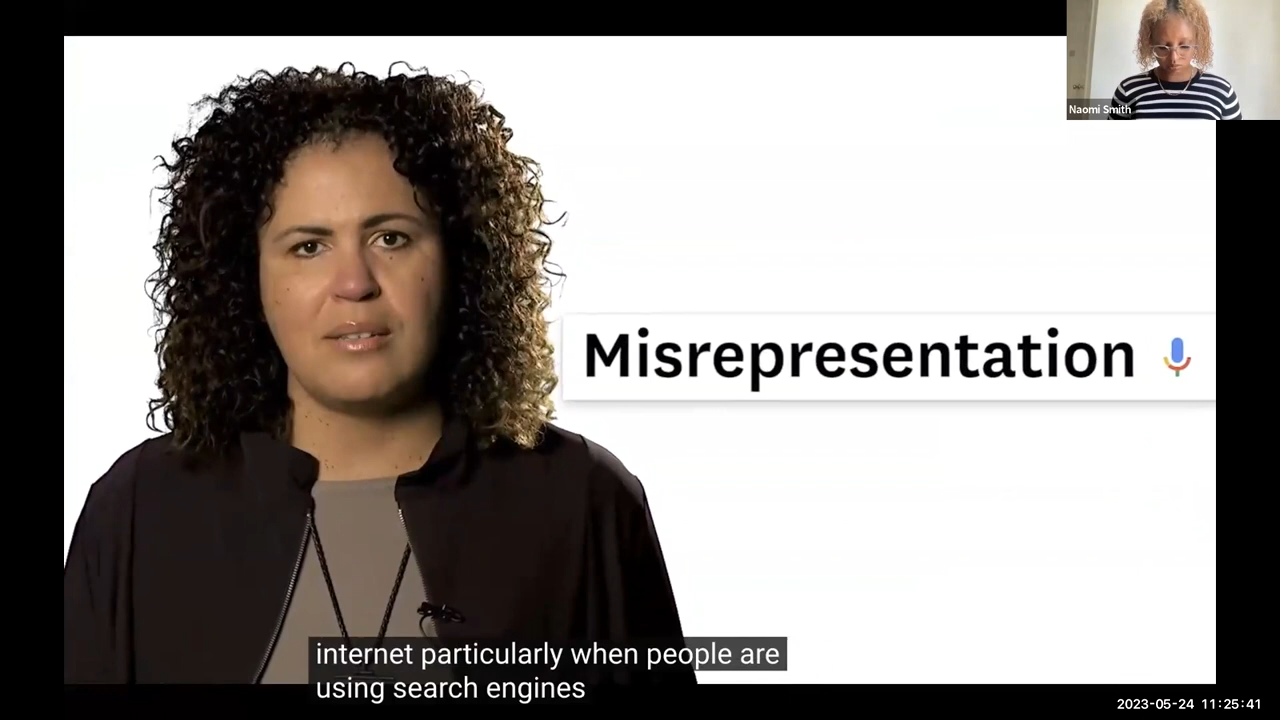 Naomi Smith
Misrepresentation
internet particularly when people are
using search engines
2023-05-24 11:25:41